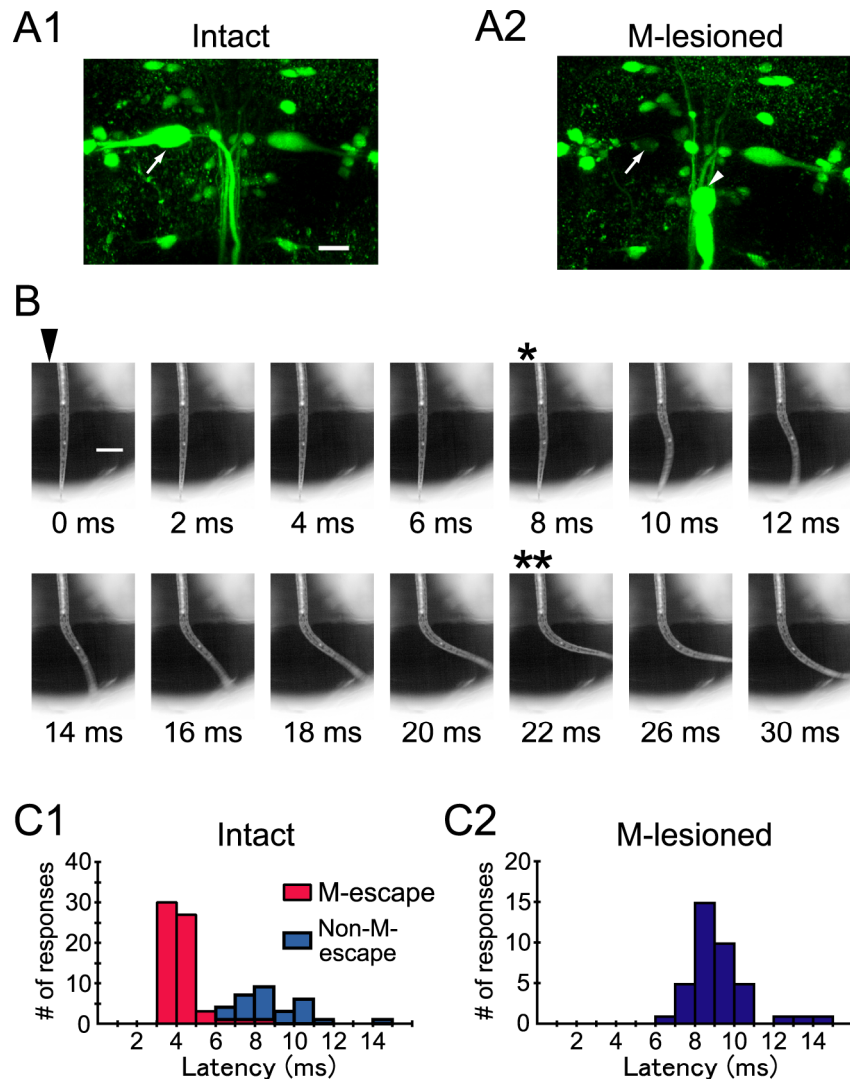 A1
Intact
A2
M-lesioned
B
*
0 ms
2 ms
4 ms
6 ms
8 ms
10 ms
12 ms
**
14 ms
16 ms
18 ms
20 ms
22 ms
26 ms
30 ms
C1
Intact
# of responses
40
30
20
10
0
M-escape
Non-M-
escape
2 4 6 8 10 12 14
Latency (ms)
C2
M-lesioned
# of responses
20
15
10
5
0
2 4 6 8 10 12 14
Latency (ms)